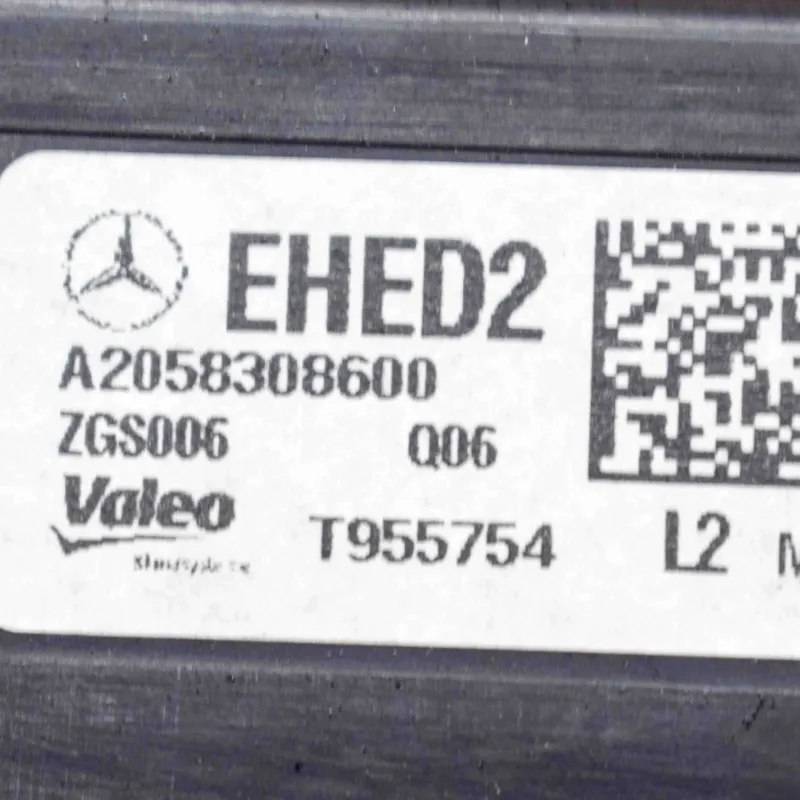 EHED2
A2058308600
ZGS006 Q06
Valeo
T955754 L2